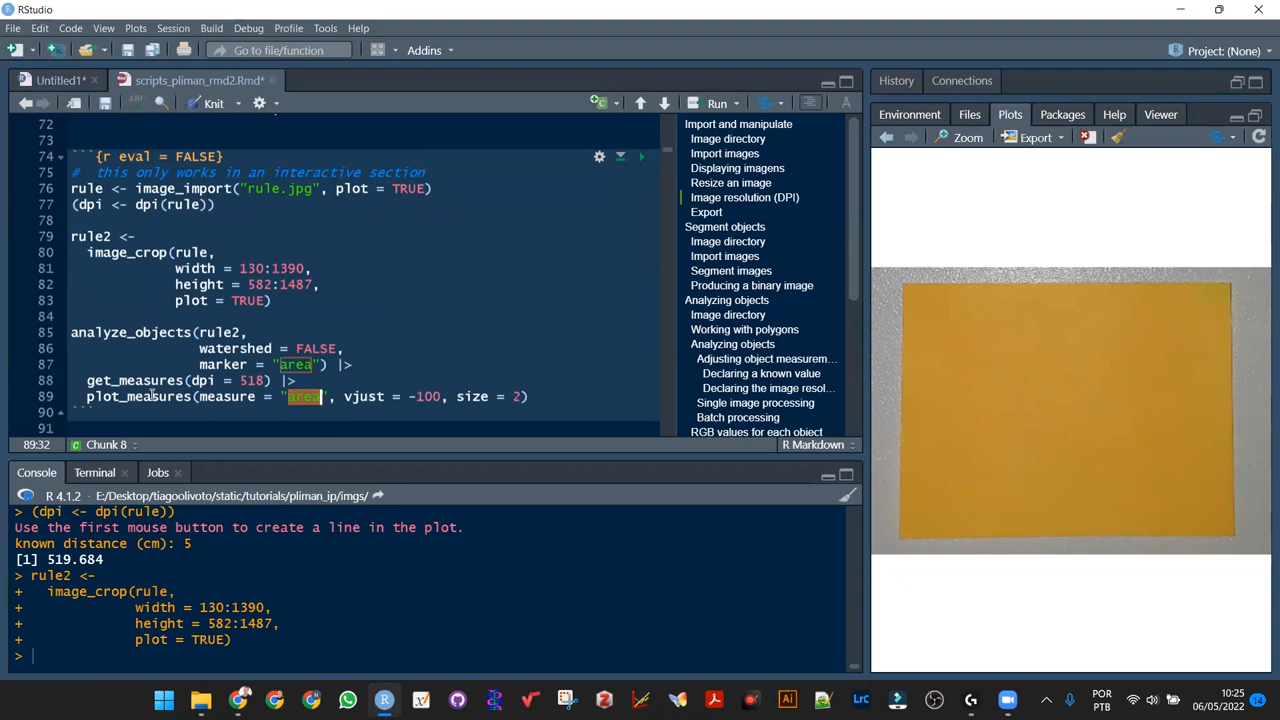 RStudio
File Edit Code View Plots Session Build Debug Profile Tools Help
Go to file/function Addins Project: (None)
Untitled1* scripts_pliman_rmd2.Rmd*
Knit Run
72
73
74 ```{r eval = FALSE}
75 # this only works in an interactive section
76 rule <- image_import("rule.jpg", plot = TRUE)
77 (dpi <- dpi(rule))
78
79 rule2 <-
80 image_crop(rule,
81 width = 130:1390,
82 height = 582:1487,
83 plot = TRUE)
84
85 analyze_objects(rule2,
86 watershed = FALSE,
87 marker = "area") |>
88 get_measures(dpi = 518) |>
89 plot_measures(measure = "area", vjust = -100, size = 2)
90 ```
91
89:32 Chunk 8 R Markdown
Import and manipulate
Image directory
Import images
Displaying imagens
Resize an image
Image resolution (DPI)
Export
Segment objects
Image directory
Import images
Segment images
Producing a binary image
Analyzing objects
Image directory
Working with polygons
Analyzing objects
Adjusting object measurem...
Declaring a known value
Declaring the image resol...
Single image processing
Batch processing
RGB values for each object
Console Terminal Jobs
R 4.1.2 · E:/Desktop/tiagoolivoto/static/tutorials/pliman_ip/imgs/
> (dpi <- dpi(rule))
Use the first mouse button to create a line in the plot.
known distance (cm): 5
[1] 519.684
> rule2 <-
+ image_crop(rule,
+ width = 130:1390,
+ height = 582:1487,
+ plot = TRUE)
>
History Connections
Environment Files Plots Packages Help Viewer
Zoom Export
Ai
LrC
POR
PTB
10:25
06/05/2022
14